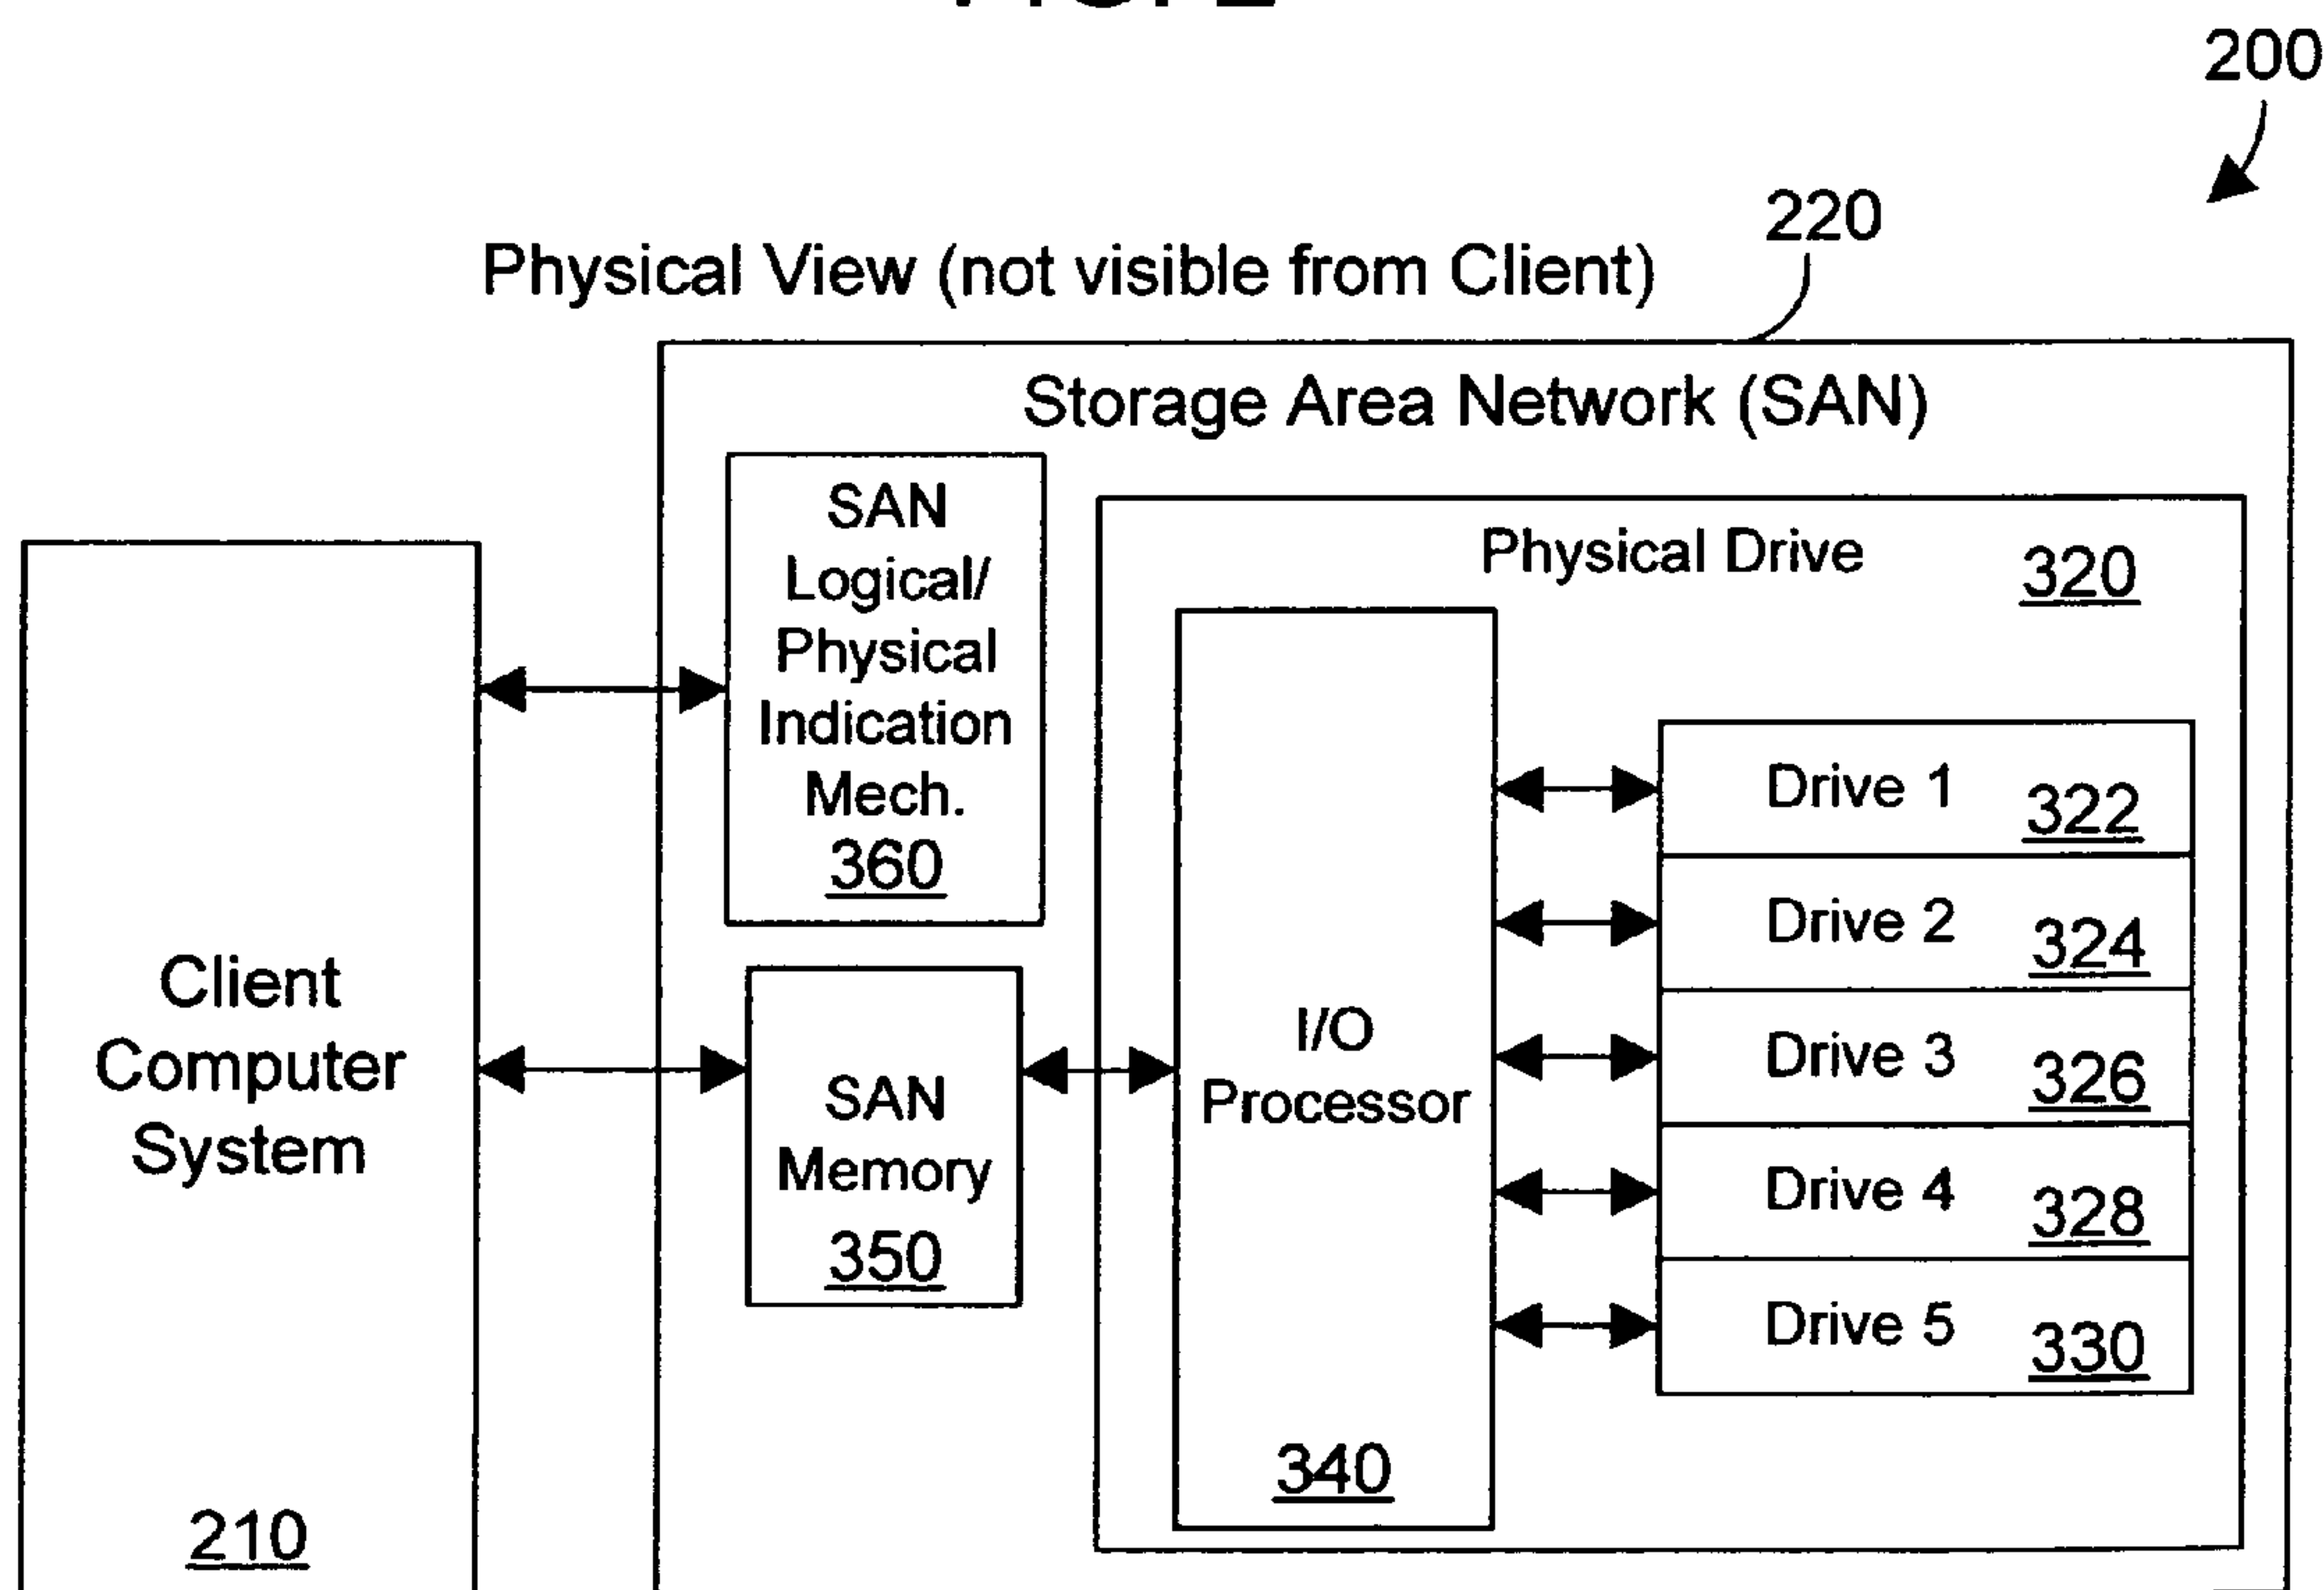 200
220
Physical View (not visible from Client)
Storage Area Network (SAN)
SAN
Logical/
Physical
Indication
Mech.
360
Physical Drive
320
Client
Computer
System
210
SAN
Memory
350
I/O
Processor
340
Drive 1 322
Drive 2 324
Drive 3 326
Drive 4 328
Drive 5 330